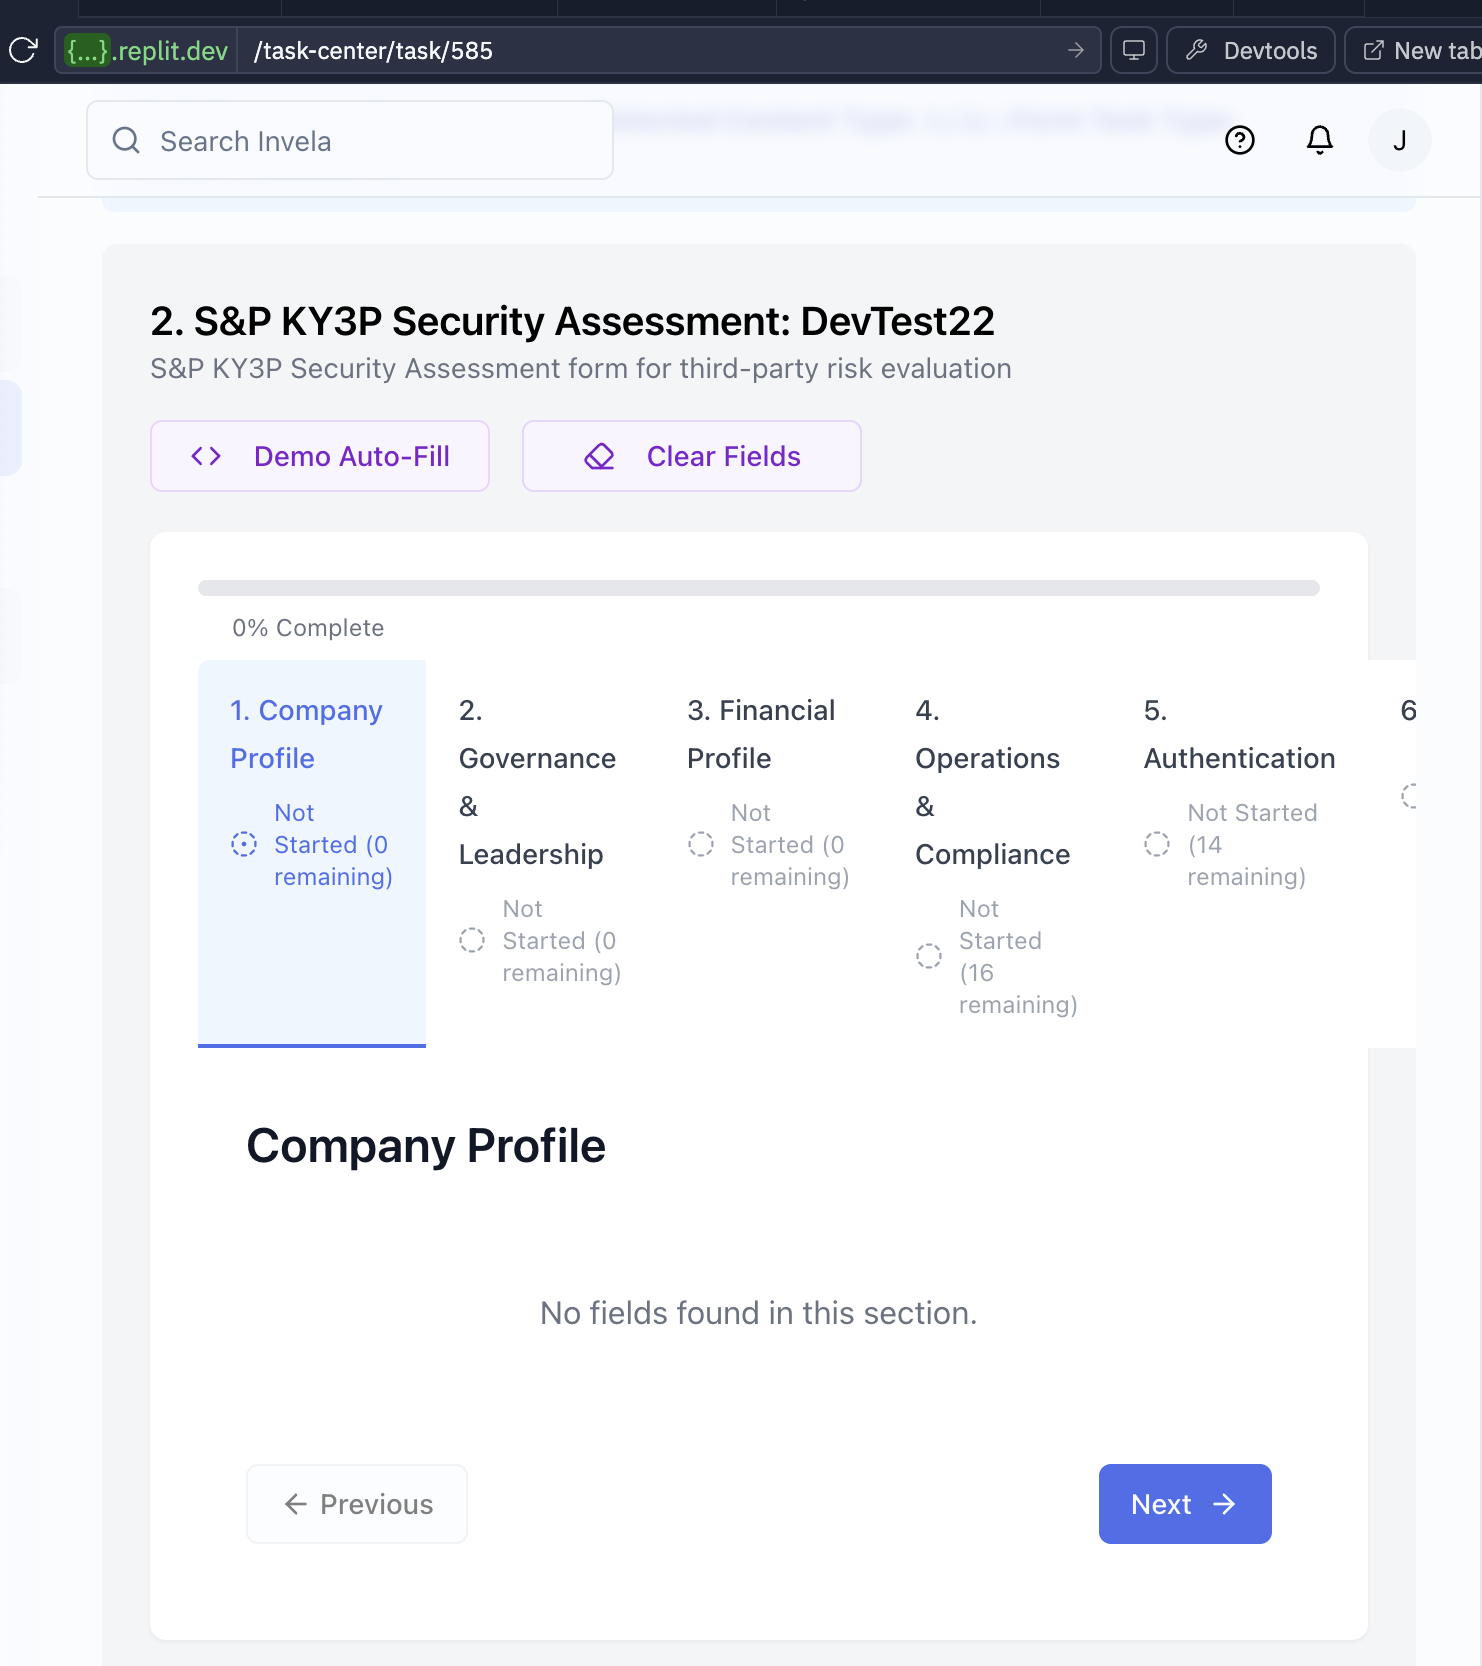 {...}.replit.dev /task-center/task/585 Devtools New tab
Search Invela J
2. S&P KY3P Security Assessment: DevTest22
S&P KY3P Security Assessment form for third-party risk evaluation
Demo Auto-Fill Clear Fields
0% Complete
1. Company
Profile
Not
Started (0
remaining)
2.
Governance
&
Leadership
Not
Started (0
remaining)
3. Financial
Profile
Not
Started (0
remaining)
4.
Operations
&
Compliance
Not
Started
(16
remaining)
5.
Authentication
Not Started
(14
remaining)
6
Company Profile
No fields found in this section.
Previous Next